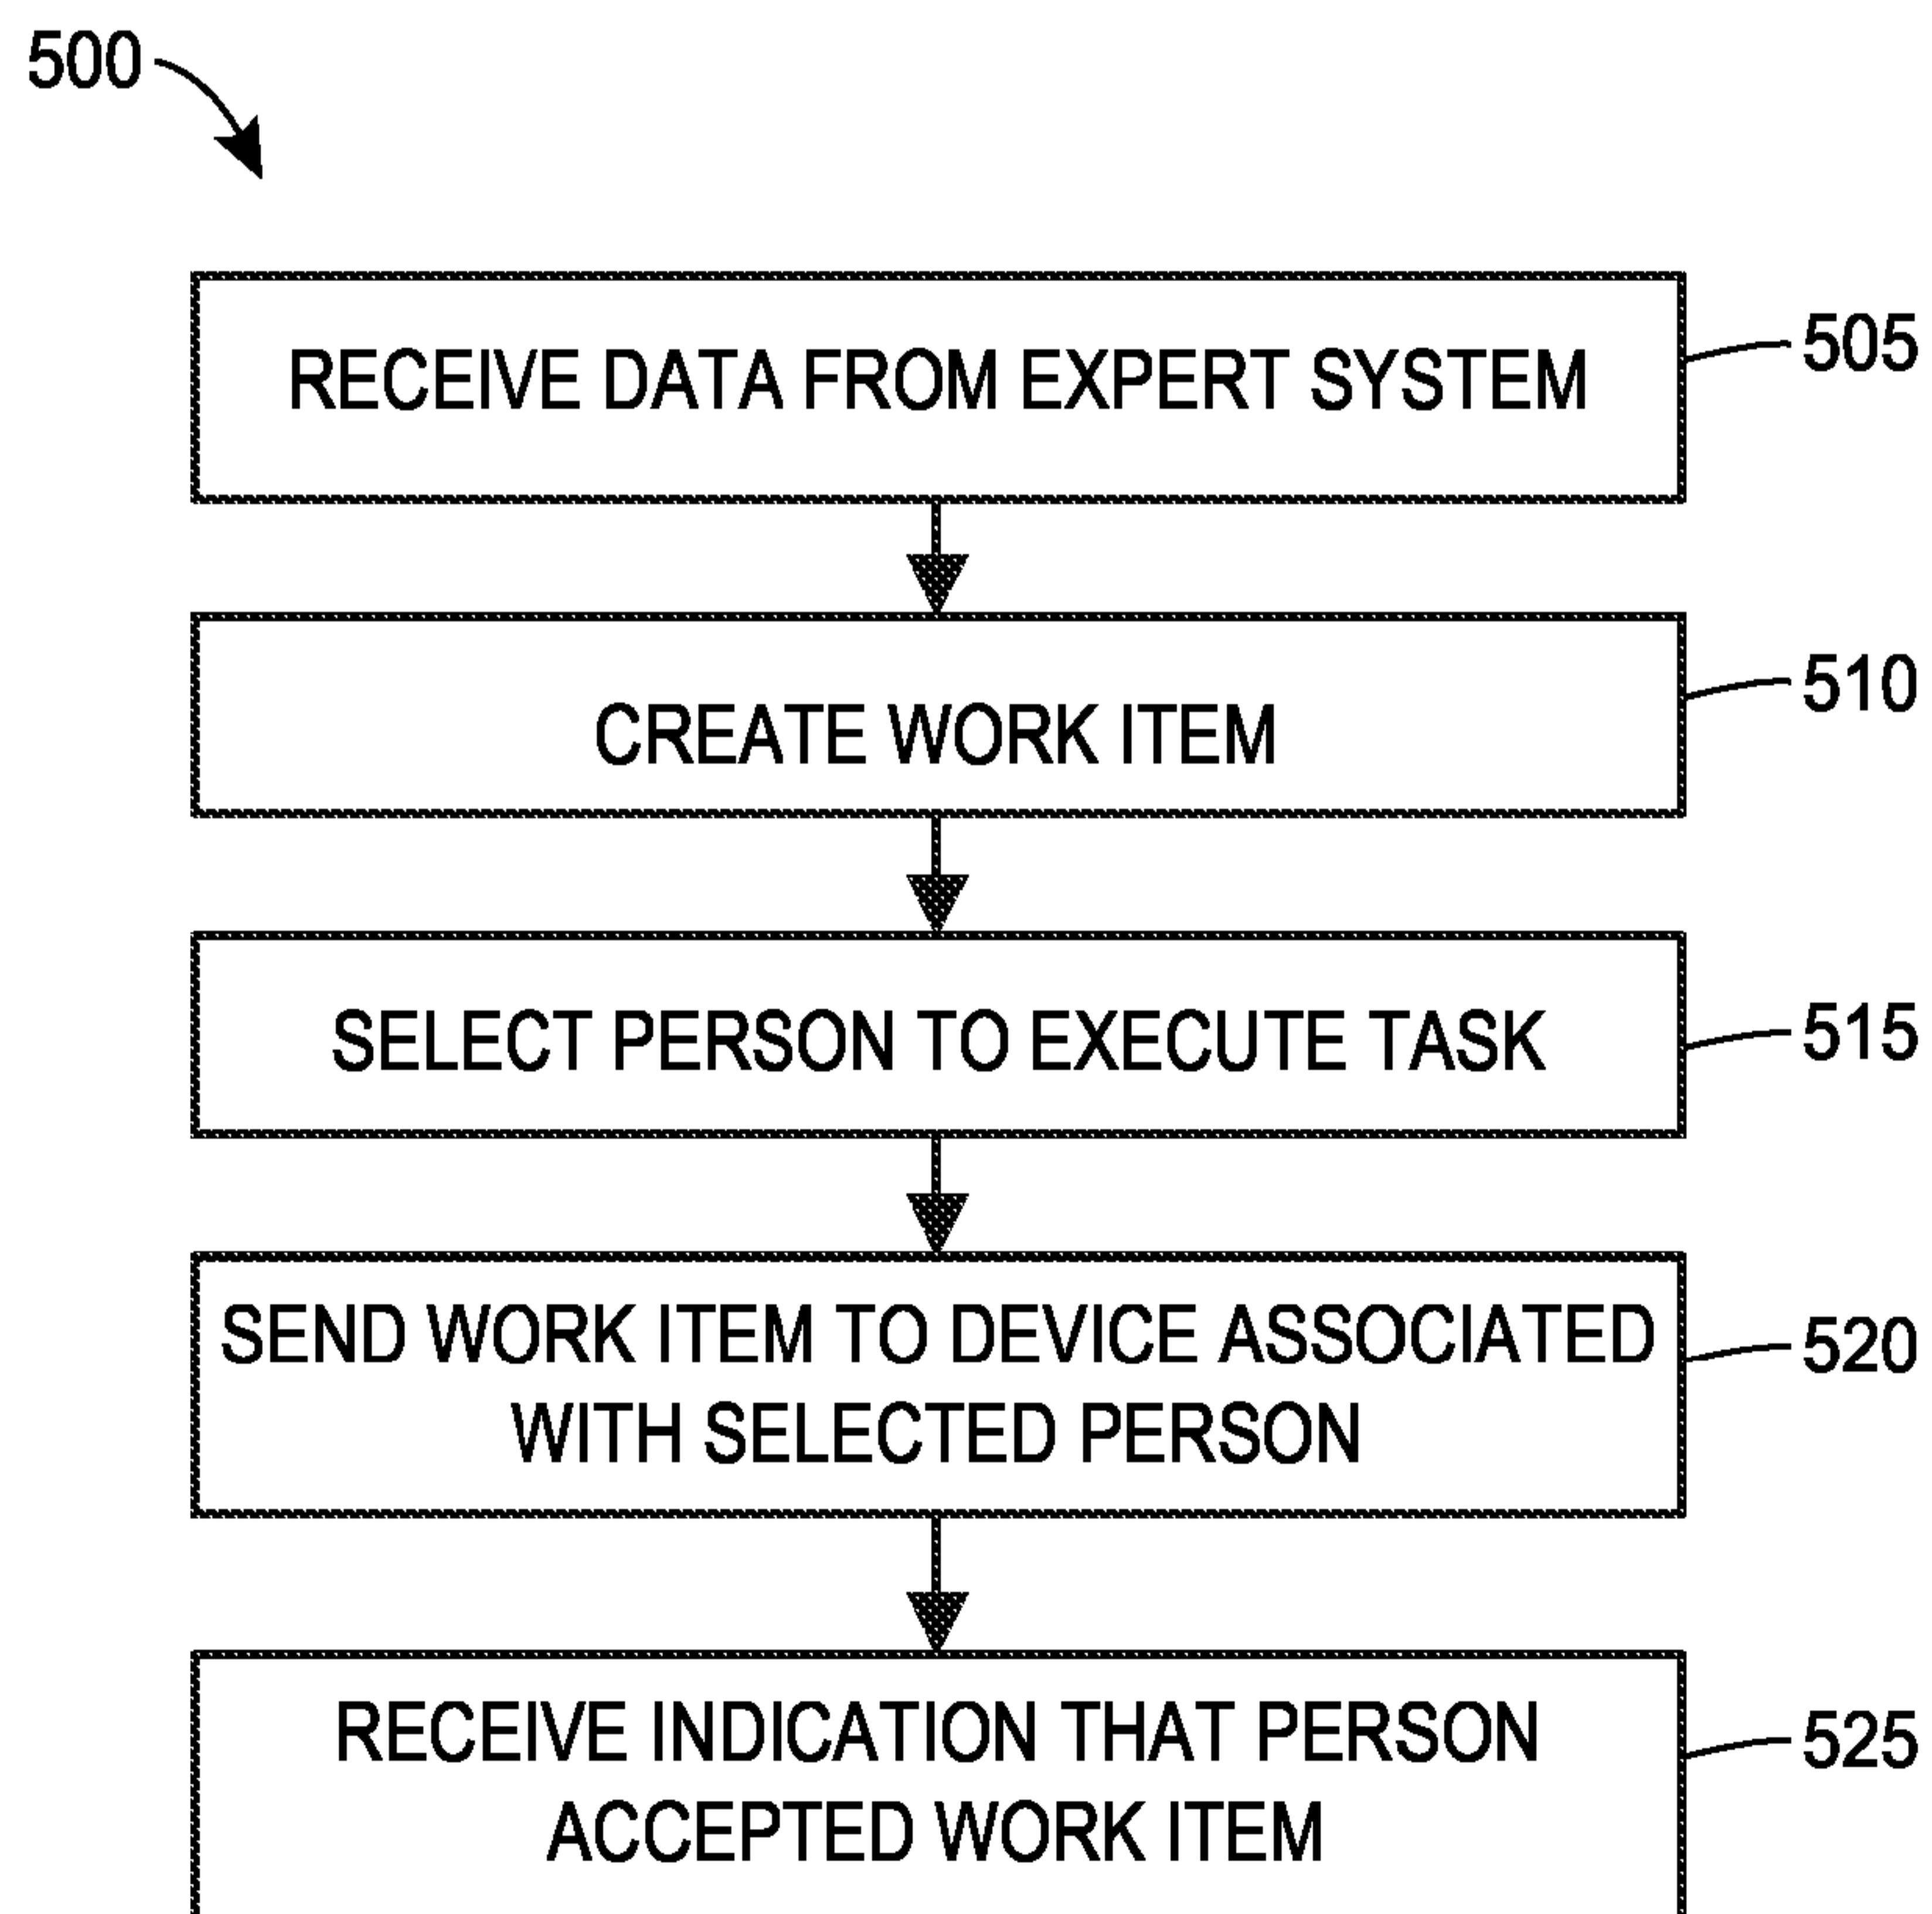 500
RECEIVE DATA FROM EXPERT SYSTEM
505
CREATE WORK ITEM
510
SELECT PERSON TO EXECUTE TASK
515
SEND WORK ITEM TO DEVICE ASSOCIATED
WITH SELECTED PERSON
520
RECEIVE INDICATION THAT PERSON
ACCEPTED WORK ITEM
525